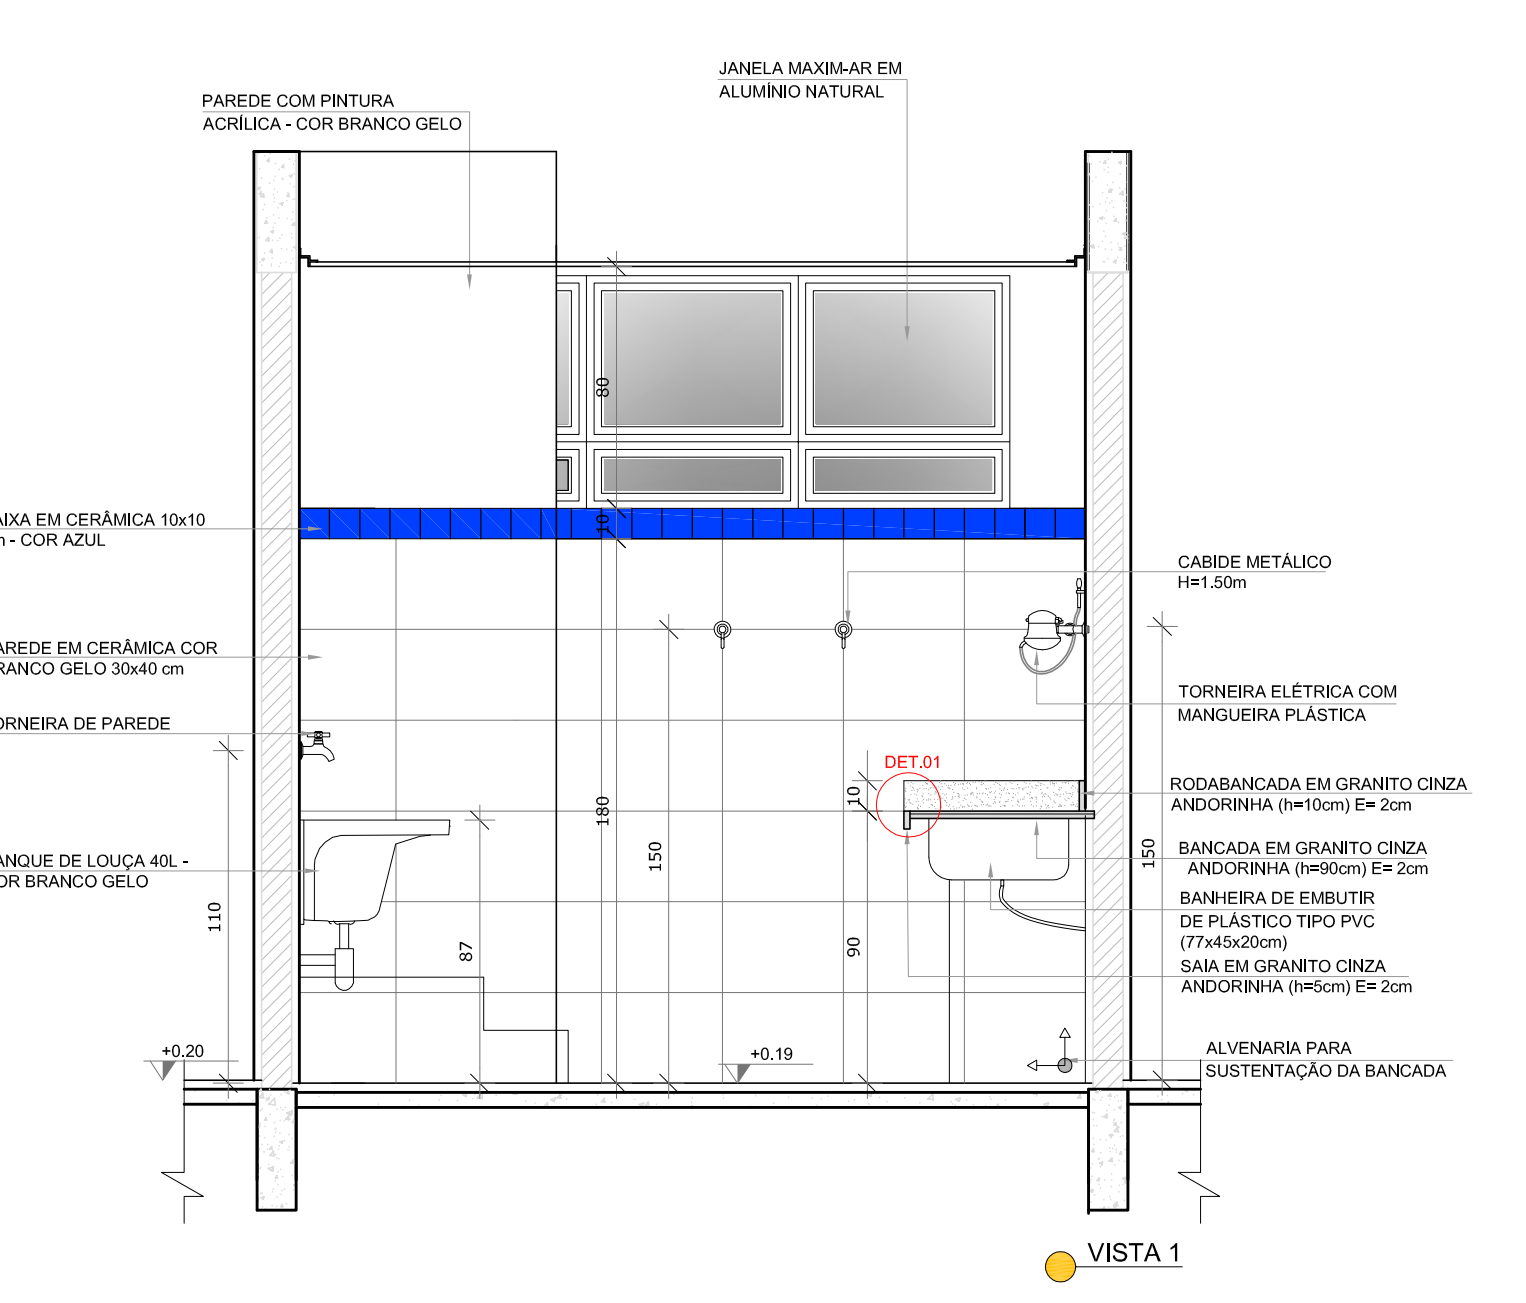 JANELA MAXIM-AR EM
ALUMÍNIO NATURAL
PAREDE COM PINTURA
ACRÍLICA - COR BRANCO GELO
80
AIXA EM CERÂMICA 10x10
- COR AZUL
10
CABIDE METÁLICO
H=1.50m
AREDE EM CERÂMICA COR
RANCO GELO 30x40 cm
TORNEIRA ELÉTRICA COM
MANGUEIRA PLÁSTICA
ORNEIRA DE PAREDE
DET.01
RODABANCADA EM GRANITO CINZA
ANDORINHA (h=10cm) E= 2cm
10
180
150
150
BANCADA EM GRANITO CINZA
ANDORINHA (h=90cm) E= 2cm
ANQUE DE LOUÇA 40L -
OR BRANCO GELO
BANHEIRA DE EMBUTIR
DE PLÁSTICO TIPO PVC
(77x45x20cm)
110
87
90
SAIA EM GRANITO CINZA
ANDORINHA (h=5cm) E= 2cm
+0.20
+0.19
ALVENARIA PARA
SUSTENTAÇÃO DA BANCADA
VISTA 1